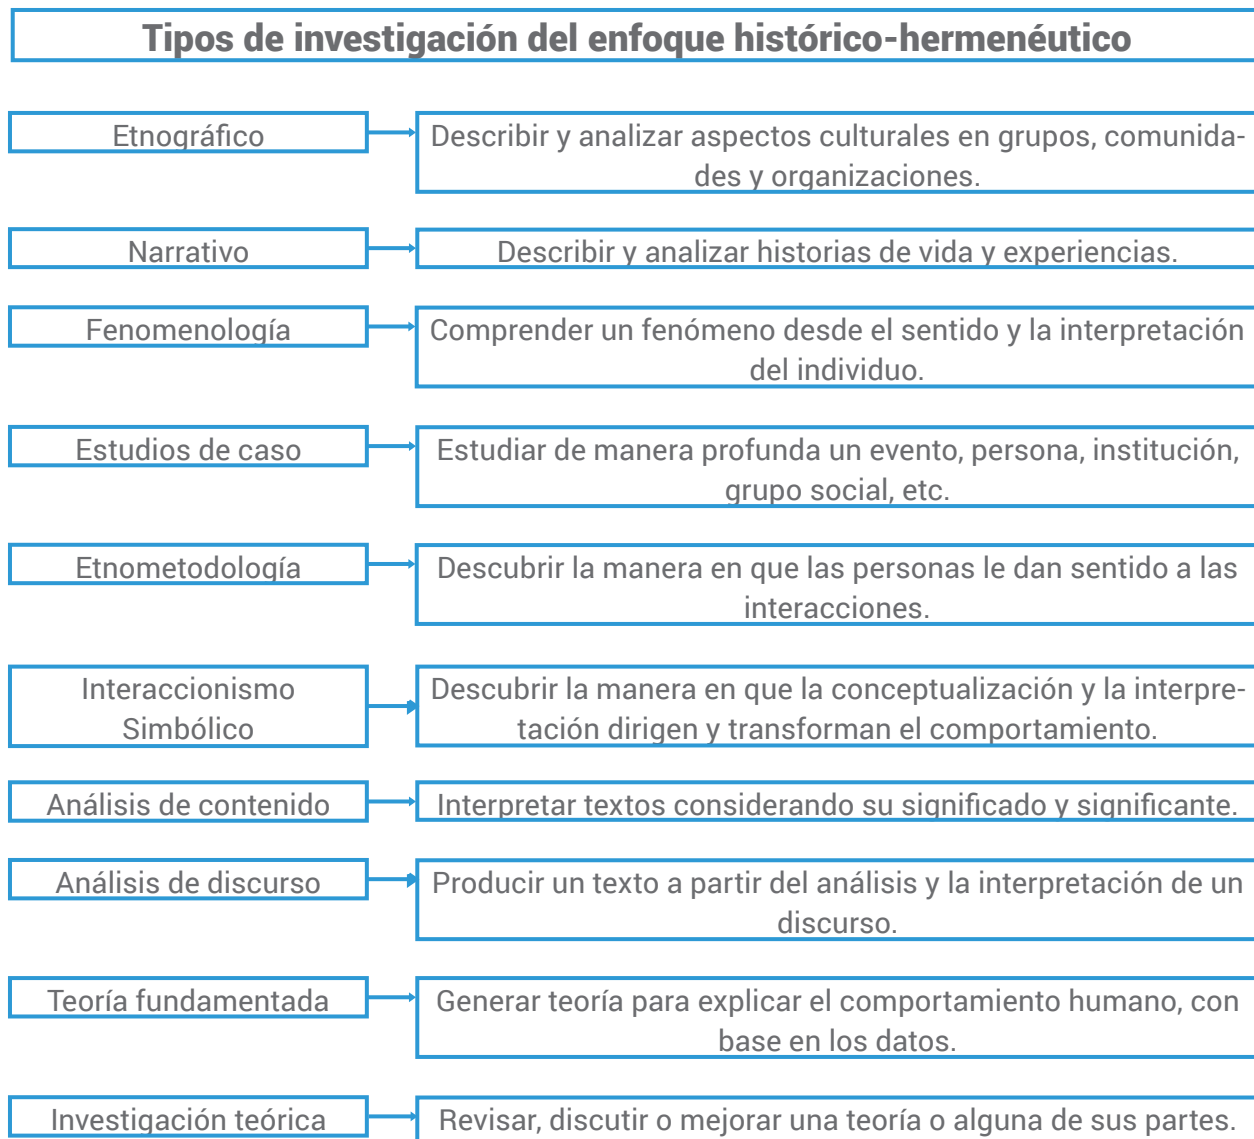 Tipos de investigación del enfoque histórico-hermenéutico
Etnográfico
Describir y analizar aspectos culturales en grupos, comunida-
des y organizaciones.
Narrativo
Describir y analizar historias de vida y experiencias.
Fenomenología
Comprender un fenómeno desde el sentido y la interpretación
del individuo.
Estudios de caso
Estudiar de manera profunda un evento, persona, institución,
grupo social, etc.
Etnometodología
Descubrir la manera en que las personas le dan sentido a las
interacciones.
Interaccionismo
Simbólico
Descubrir la manera en que la conceptualización y la interpre-
tación dirigen y transforman el comportamiento.
Análisis de contenido
Interpretar textos considerando su significado y significante.
Análisis de discurso
Producir un texto a partir del análisis y la interpretación de un
discurso.
Teoría fundamentada
Generar teoría para explicar el comportamiento humano, con
base en los datos.
Investigación teórica
Revisar, discutir o mejorar una teoría o alguna de sus partes.